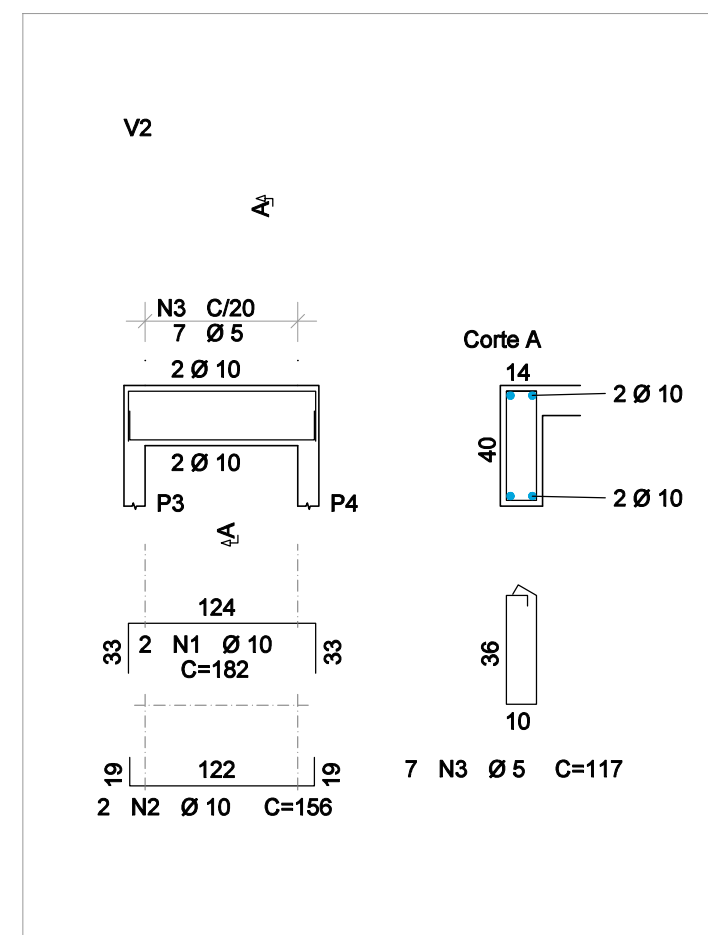 V2
A
N3 C/20
7 Ø 5
2 Ø 10
2 Ø 10
P3 P4
A
Corte A
14
40
2 Ø 10
2 Ø 10
124
33 2 N1 Ø 10 33
C=182
19 122 19
2 N2 Ø 10 C=156
36
10
7 N3 Ø 5 C=117